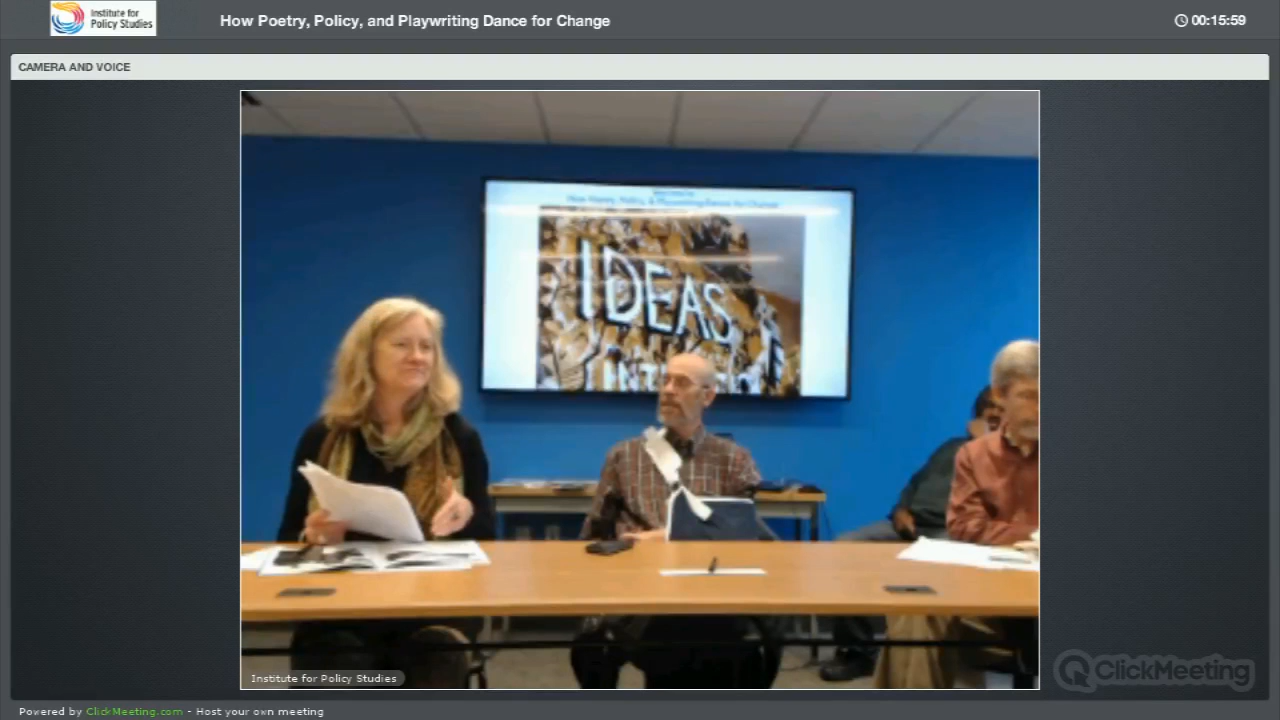 Institute for
Policy Studies
How Poetry, Policy, and Playwriting Dance for Change
00:15:59
CAMERA AND VOICE
How Poetry, Policy, & Playwriting Dance for Change
IDEAS
Institute for Policy Studies
ClickMeeting
Powered by ClickMeeting.com - Host your own meeting